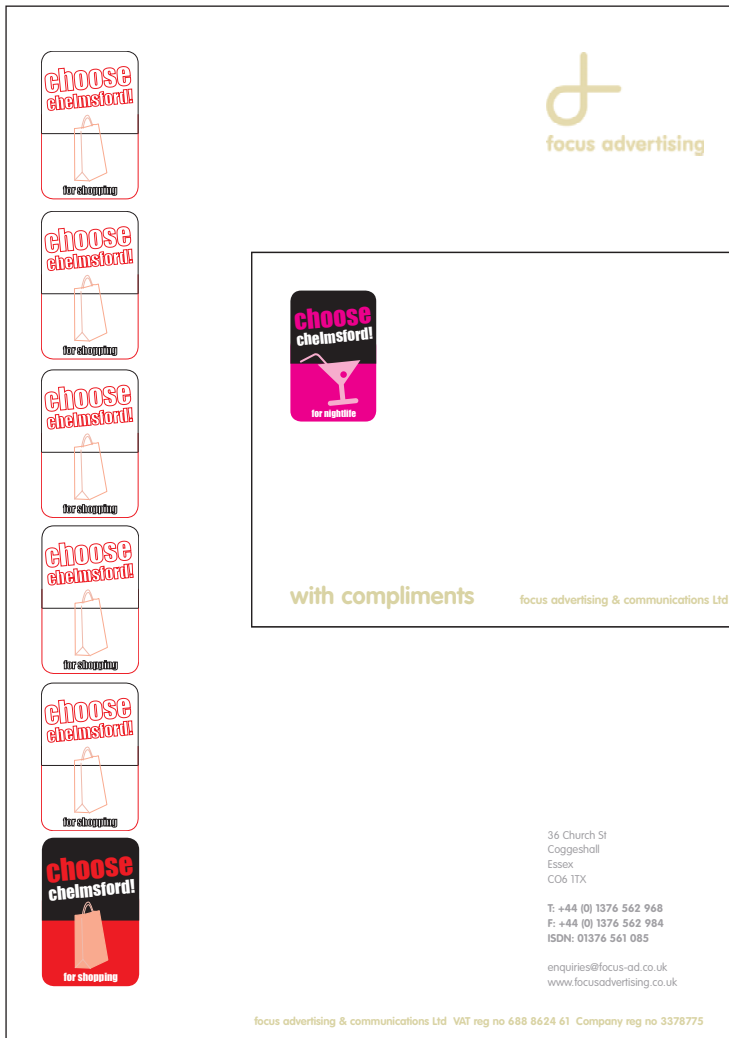 choose
chelmsford!
for shopping
choose
chelmsford!
for shopping
choose
chelmsford!
for shopping
choose
chelmsford!
for shopping
choose
chelmsford!
for shopping
choose
chelmsford!
for shopping
focus advertising
choose
chelmsford!
for nightlife
with compliments
focus advertising & communications Ltd
36 Church St
Coggeshall
Essex
CO6 1TX
T: +44 (0) 1376 562 968
F: +44 (0) 1376 562 984
ISDN: 01376 561 085
enquiries@focus-ad.co.uk
www.focusadvertising.co.uk
focus advertising & communications Ltd VAT reg no 688 8624 61 Company reg no 3378775